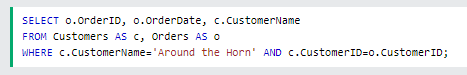 SELECT o.OrderID, o.OrderDate, c.CustomerName
FROM Customers AS c, Orders AS o
WHERE c.CustomerName='Around the Horn' AND c.CustomerID=o.CustomerID;